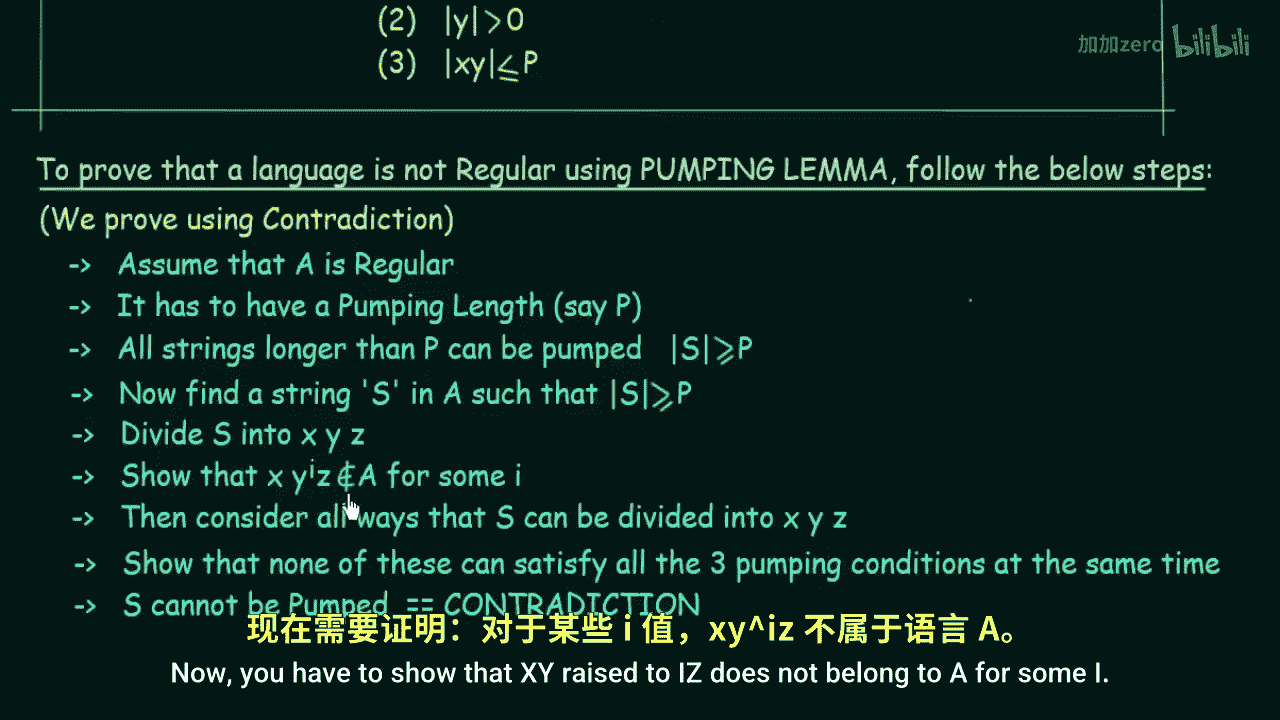 (2) |y| > 0
(3) |xy| ≤ P
加加zero bilibili
To prove that a language is not Regular using PUMPING LEMMA, follow the below steps:
(We prove using Contradiction)
-> Assume that A is Regular
-> It has to have a Pumping Length (say P)
-> All strings longer than P can be pumped |S| ≥ P
-> Now find a string 'S' in A such that |S| ≥ P
-> Divide S into x y z
-> Show that x yⁱz ∉ A for some i
-> Then consider all ways that S can be divided into x y z
-> Show that none of these can satisfy all the 3 pumping conditions at the same time
-> S cannot be Pumped == CONTRADICTION
现在需要证明：对于某些 i 值，xy^iz 不属于语言 A。
Now, you have to show that XY raised to IZ does not belong to A for some I.